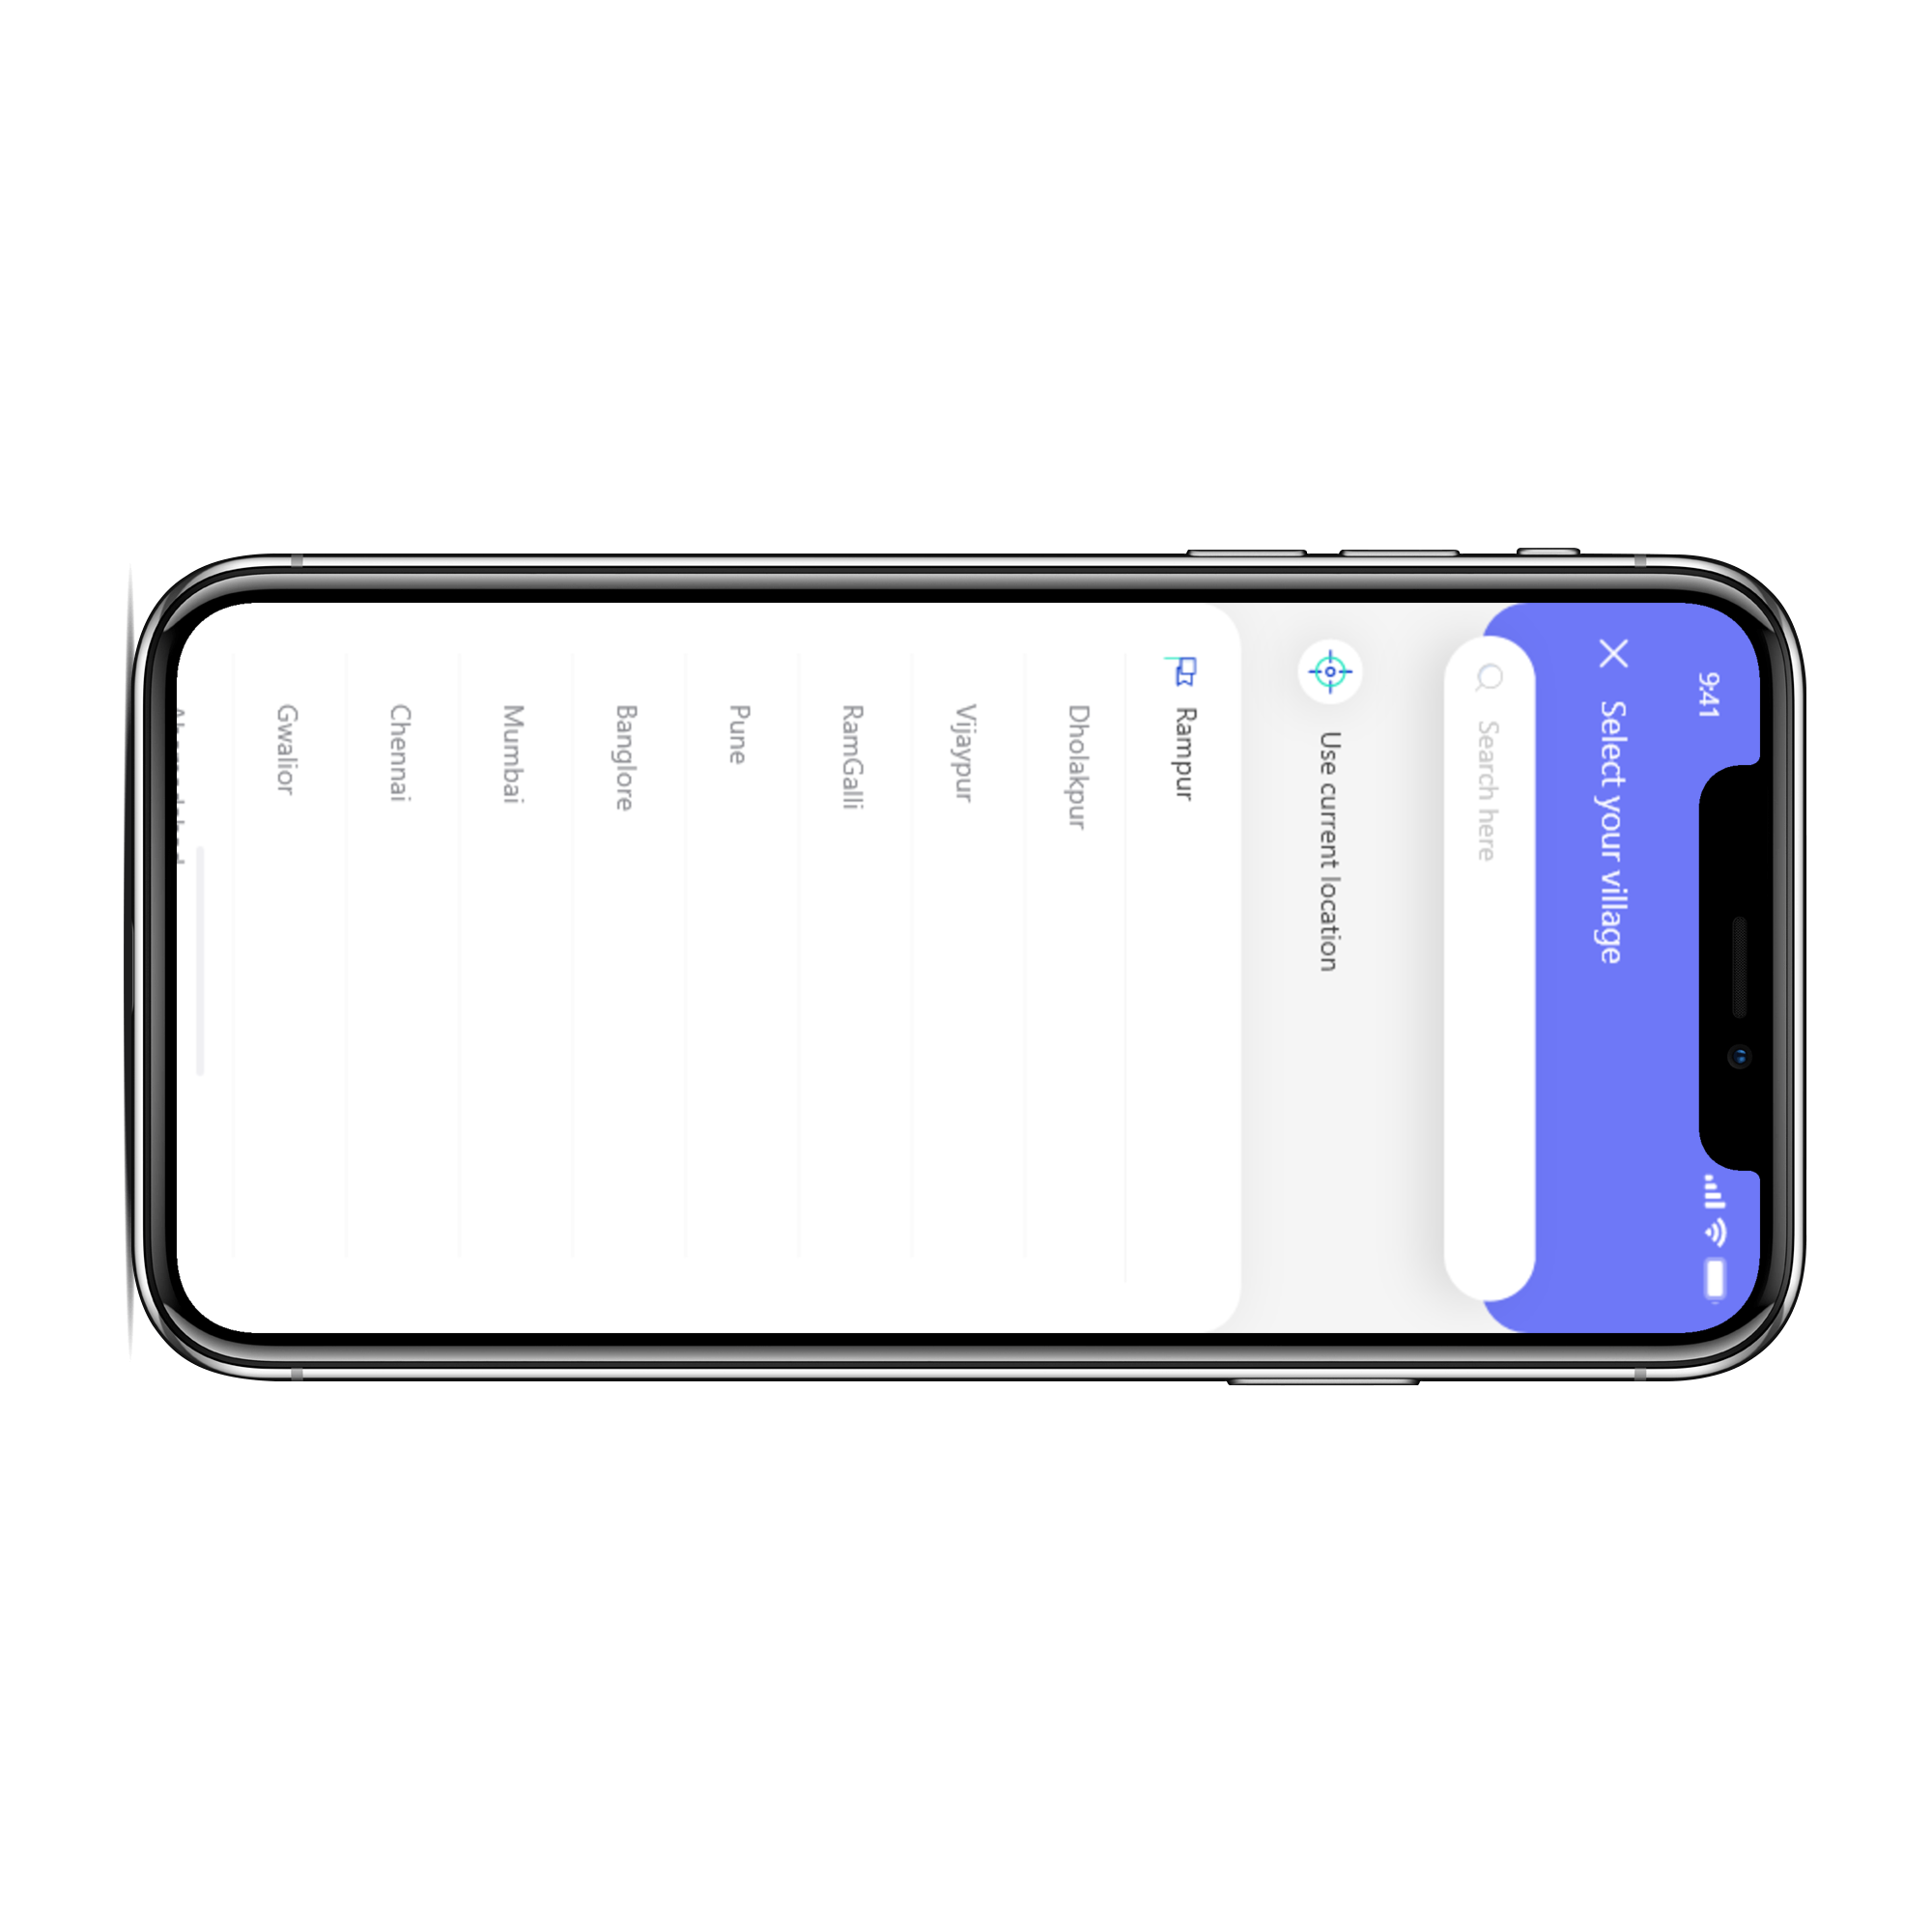 9:41
Select your village
Search here
Use current location
Rampur
Dholakpur
Vijaypur
RamGalli
Pune
Banglore
Mumbai
Chennai
Gwalior